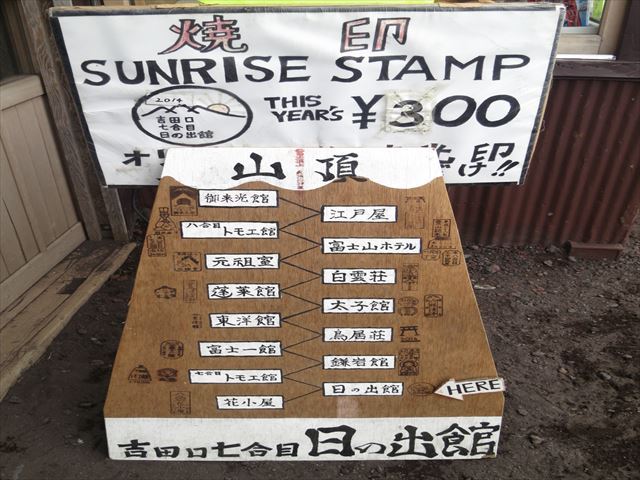 焼印
SUNRISE STAMP
2014
吉田口
七合目
日の出館
THIS
YEAR'S
¥300
山頂
御来光館
江戸屋
八合目トモエ館
富士山ホテル
元祖室
白雲荘
蓬莱館
太子館
東洋館
鳥居荘
富士一館
鎌岩館
七合目トモエ館
日の出館
HERE
花小屋
吉田口七合目日の出館